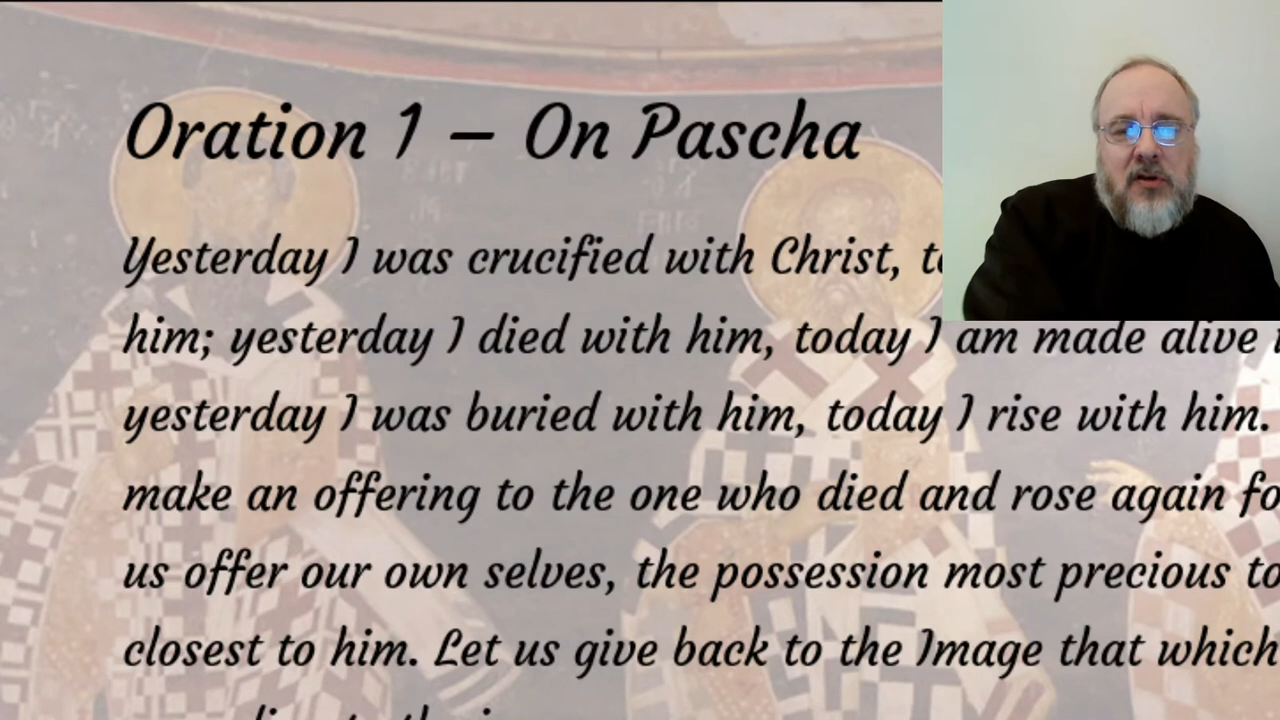 Oration 1 – On Pascha
Yesterday I was crucified with Christ,
him; yesterday I died with him, today I am made alive
yesterday I was buried with him, today I rise with him.
make an offering to the one who died and rose again
us offer our own selves, the possession most precious to
closest to him. Let us give back to the Image that which